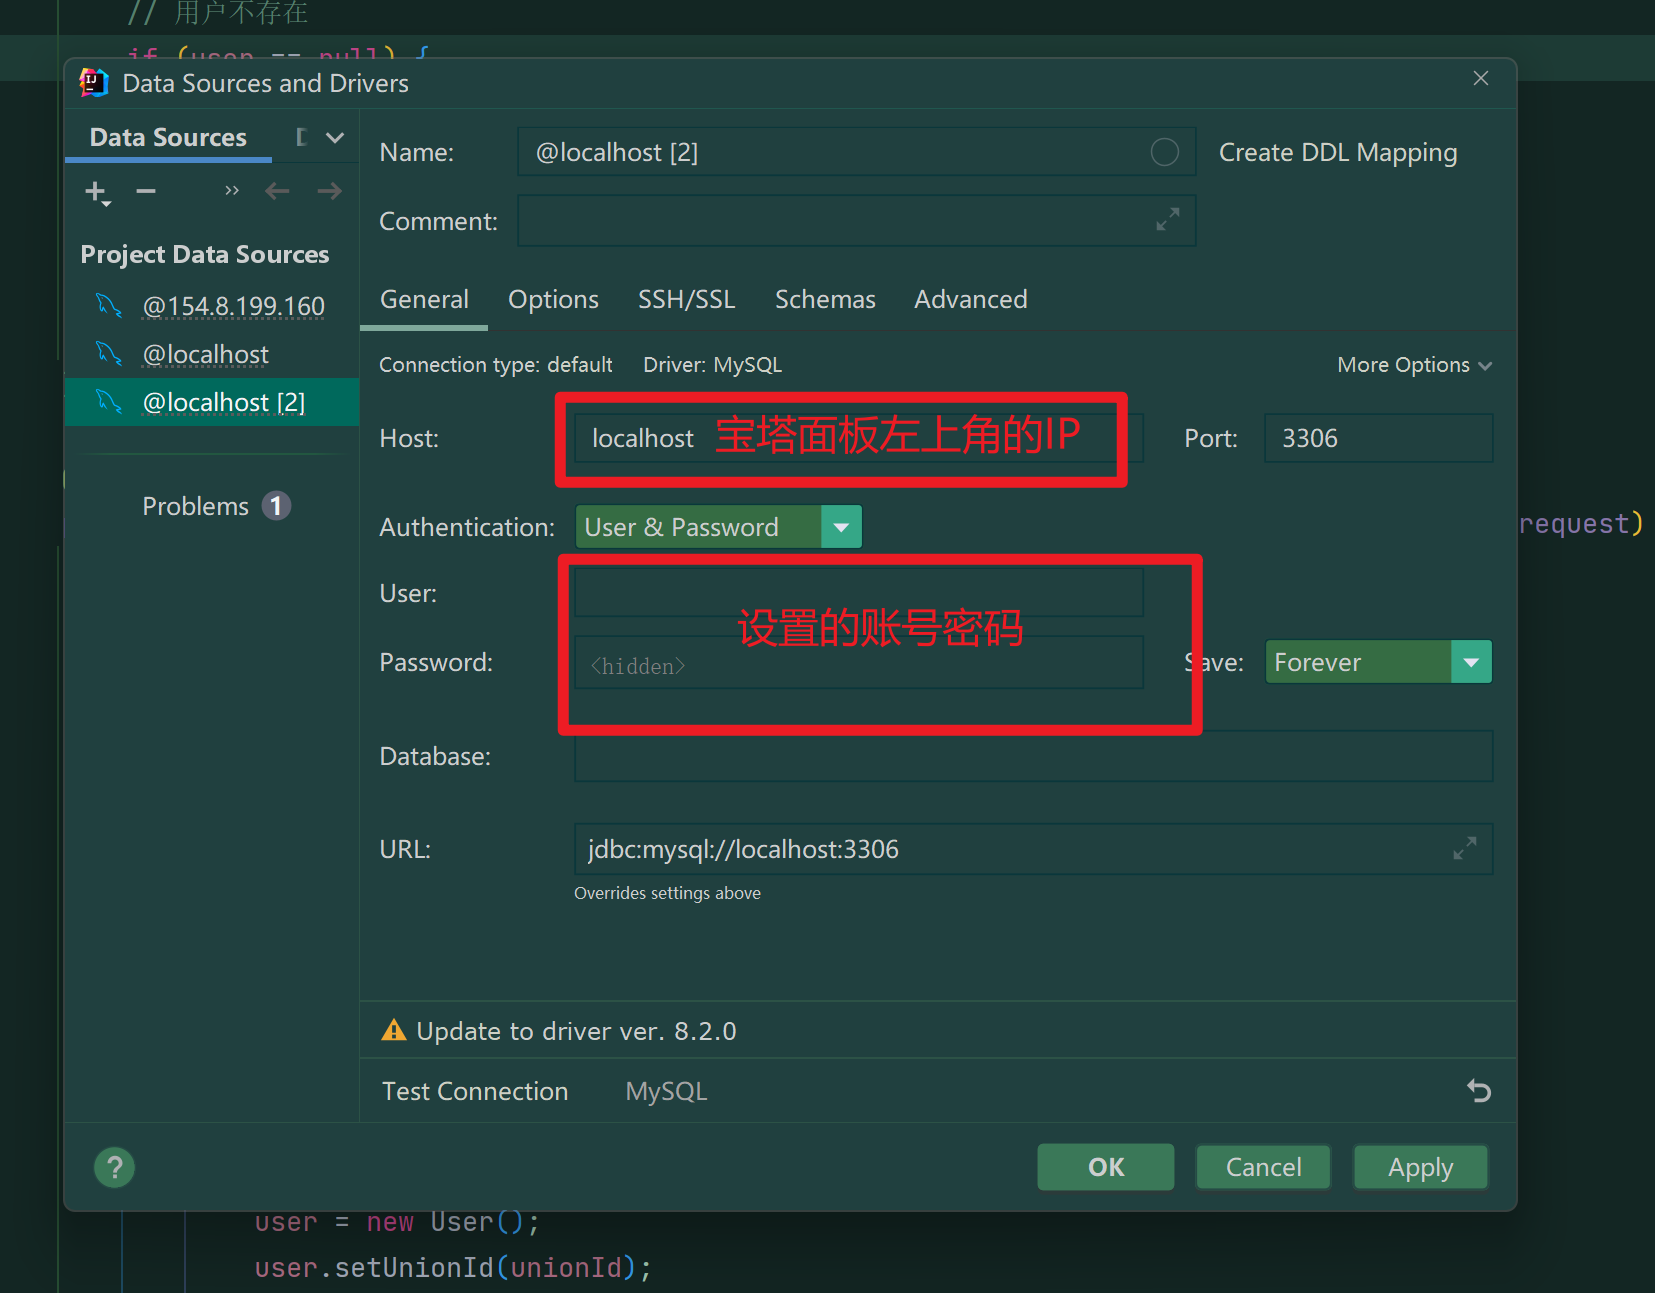 // 用户不存在
if (user == null) {
Data Sources and Drivers
Data Sources
Project Data Sources
@154.8.199.160
@localhost
@localhost [2]
Problems 1
Name: @localhost [2]
Create DDL Mapping
Comment:
General Options SSH/SSL Schemas Advanced
Connection type: default Driver: MySQL More Options
Host: localhost 宝塔面板左上角的IP Port: 3306
Authentication: User & Password
request)
User:
设置的账号密码
Password: <hidden> Save: Forever
Database:
URL: jdbc:mysql://localhost:3306
Overrides settings above
Update to driver ver. 8.2.0
Test Connection MySQL
? OK Cancel Apply
user = new User();
user.setUnionId(unionId);